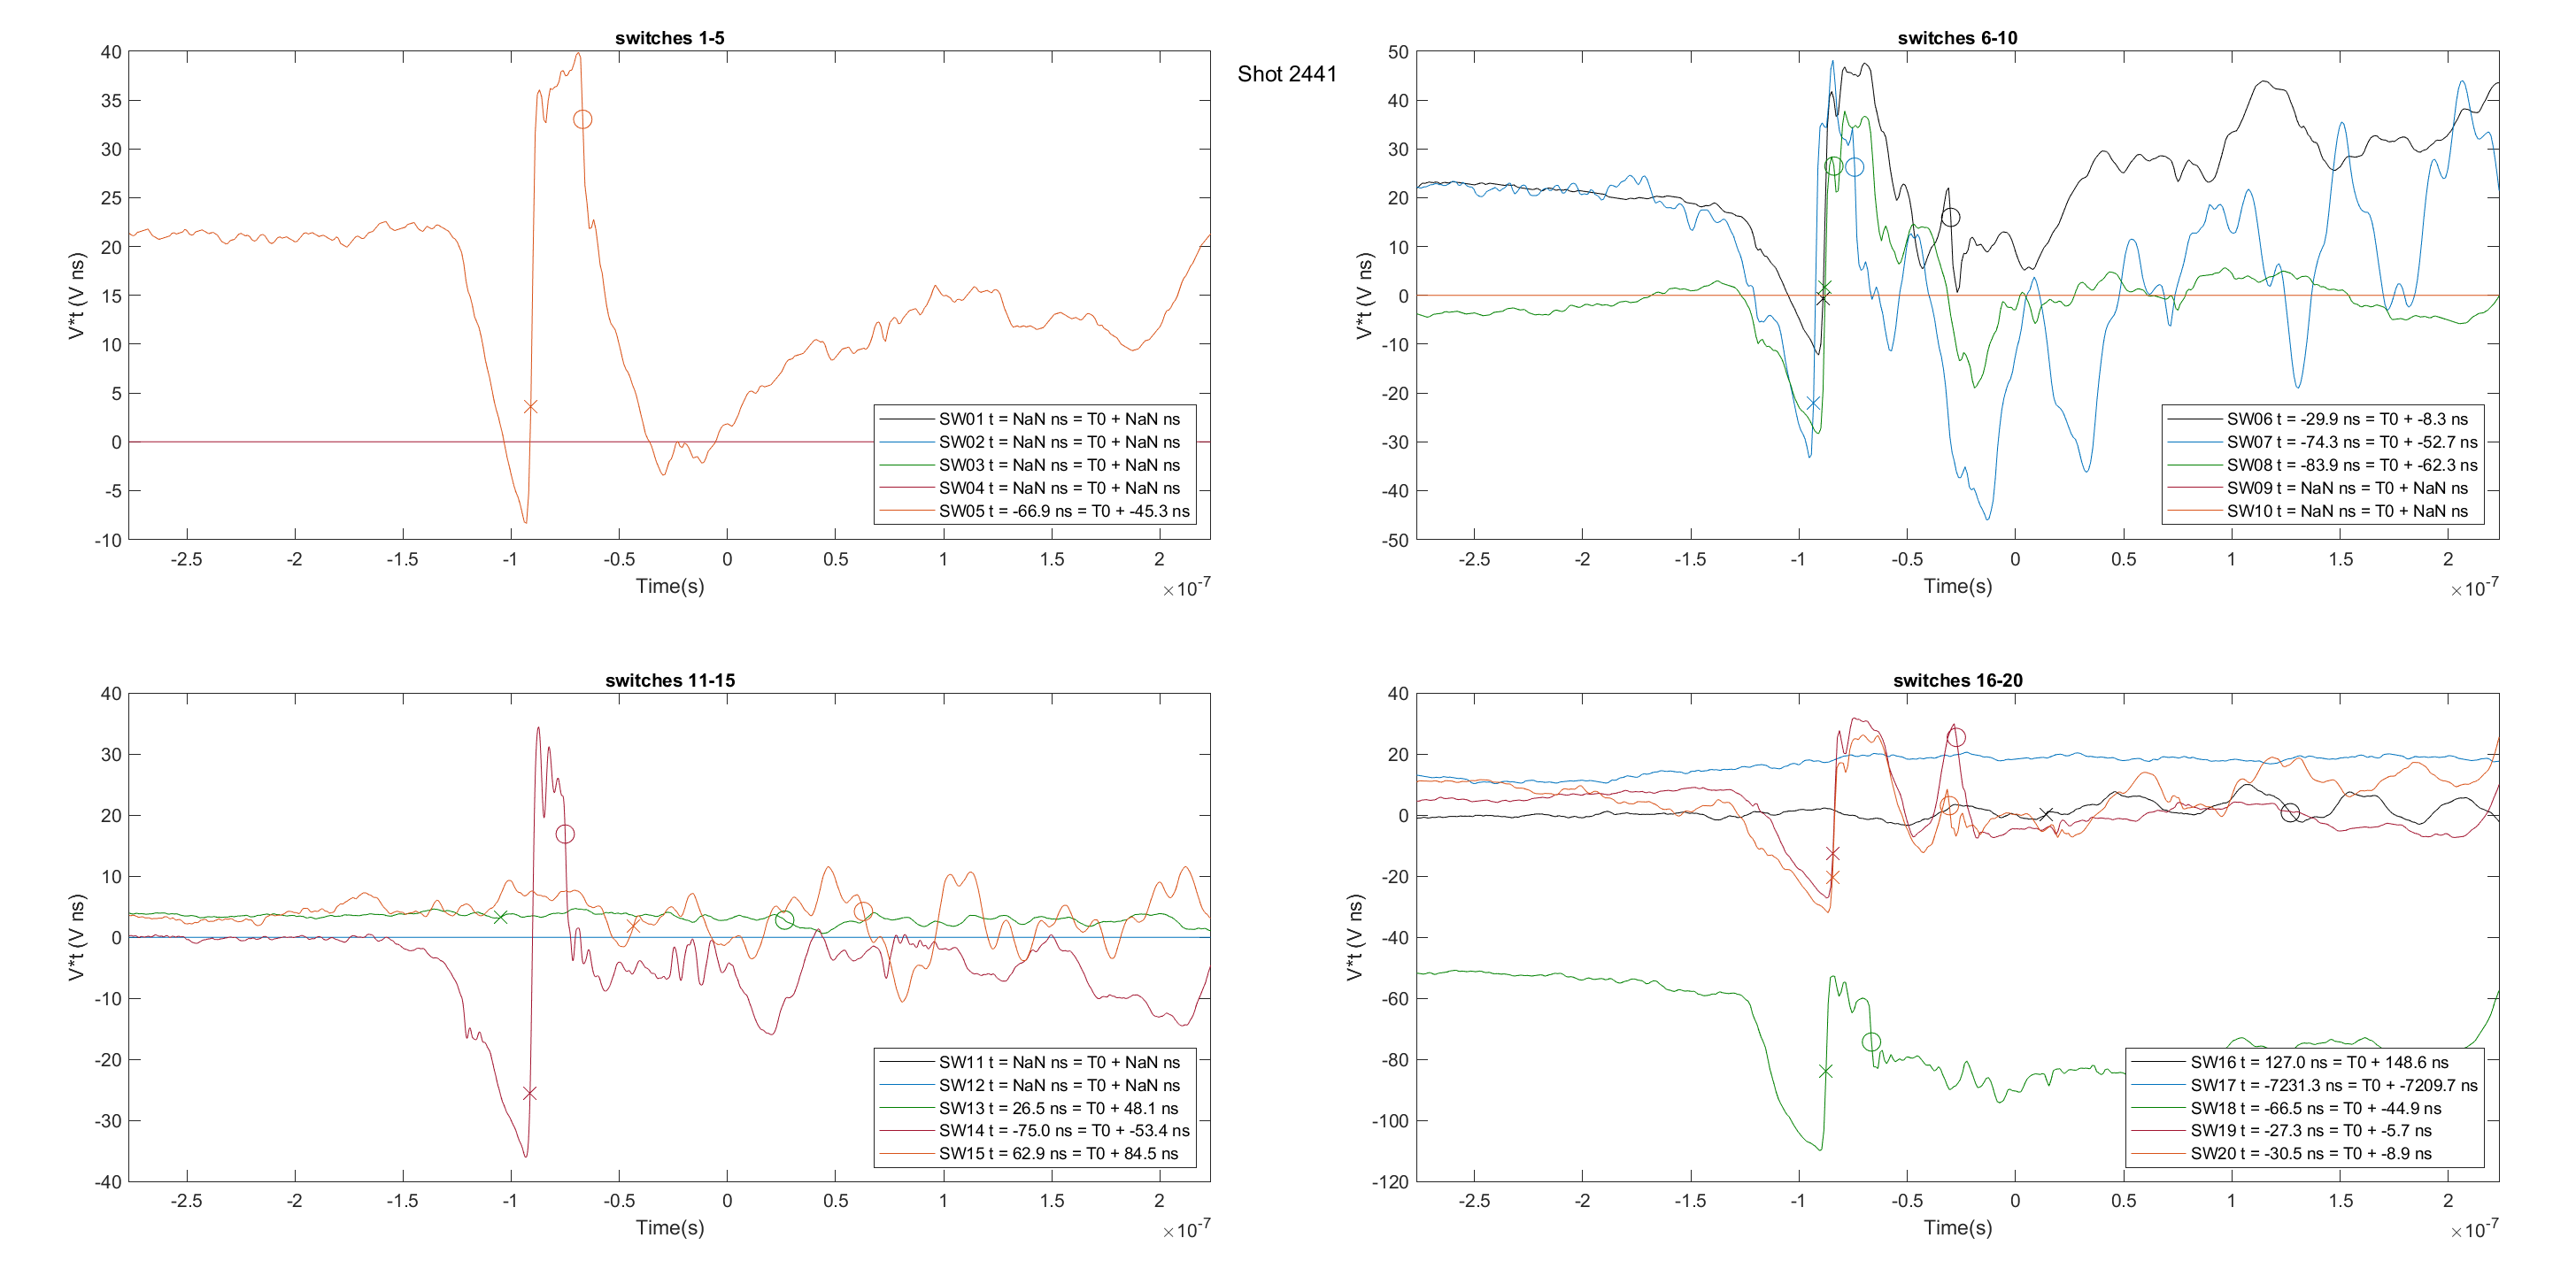 Shot 2441
switches 1-5
40
35
30
25
20
15
10
5
0
-5
-10
V*t (V ns)
-2.5 -2 -1.5 -1 -0.5 0 0.5 1 1.5 2
Time(s)
×10-7
SW01 t = NaN ns = T0 + NaN ns
SW02 t = NaN ns = T0 + NaN ns
SW03 t = NaN ns = T0 + NaN ns
SW04 t = NaN ns = T0 + NaN ns
SW05 t = -66.9 ns = T0 + -45.3 ns
switches 6-10
50
40
30
20
10
0
-10
-20
-30
-40
-50
V*t (V ns)
-2.5 -2 -1.5 -1 -0.5 0 0.5 1 1.5 2
Time(s)
×10-7
SW06 t = -29.9 ns = T0 + -8.3 ns
SW07 t = -74.3 ns = T0 + -52.7 ns
SW08 t = -83.9 ns = T0 + -62.3 ns
SW09 t = NaN ns = T0 + NaN ns
SW10 t = NaN ns = T0 + NaN ns
switches 11-15
40
30
20
10
0
-10
-20
-30
-40
V*t (V ns)
-2.5 -2 -1.5 -1 -0.5 0 0.5 1 1.5 2
Time(s)
×10-7
SW11 t = NaN ns = T0 + NaN ns
SW12 t = NaN ns = T0 + NaN ns
SW13 t = 26.5 ns = T0 + 48.1 ns
SW14 t = -75.0 ns = T0 + -53.4 ns
SW15 t = 62.9 ns = T0 + 84.5 ns
switches 16-20
40
20
0
-20
-40
-60
-80
-100
-120
V*t (V ns)
-2.5 -2 -1.5 -1 -0.5 0 0.5 1 1.5 2
Time(s)
×10-7
SW16 t = 127.0 ns = T0 + 148.6 ns
SW17 t = -7231.3 ns = T0 + -7209.7 ns
SW18 t = -66.5 ns = T0 + -44.9 ns
SW19 t = -27.3 ns = T0 + -5.7 ns
SW20 t = -30.5 ns = T0 + -8.9 ns